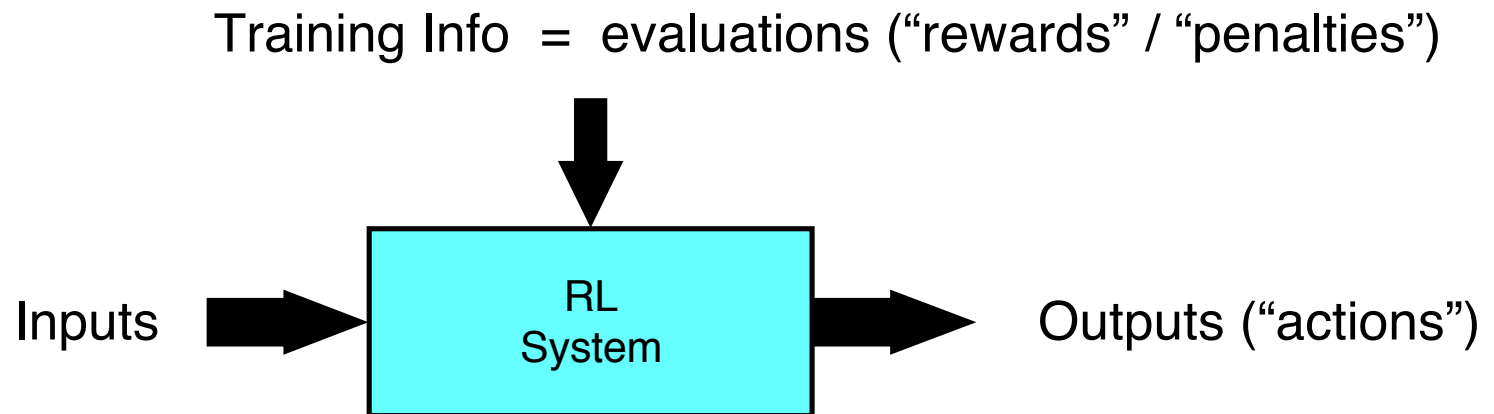 Training Info = evaluations (“rewards” / “penalties”)
RL
System
Inputs
Outputs (“actions”)